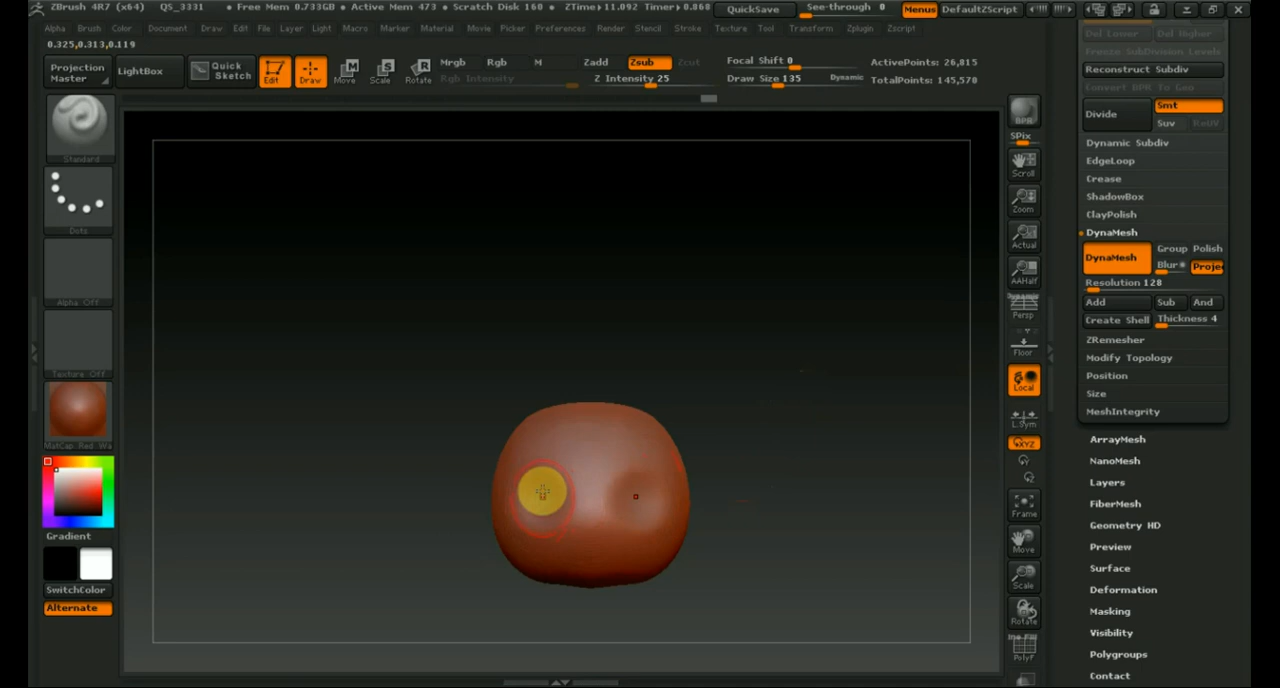 ZBrush 4R7 (x64) QS_3331 • Free Mem 0.733GB • Active Mem 473 • Scratch Disk 160 • ZTime▸11.092 Timer▸0.868 QuickSave See-through 0 Menus DefaultZScript
Alpha Brush Color Document Draw Edit File Layer Light Macro Marker Material Movie Picker Preferences Render Stencil Stroke Texture Tool Transform Zplugin Zscript
0.325,0.313,0.119
Projection Master
LightBox
Quick Sketch
Edit
Draw
Move
Scale
Rotate
Mrgb Rgb M
Rgb Intensity
Zadd Zsub Zcut
Z Intensity 25
Focal Shift 0
Draw Size 135 Dynamic
ActivePoints: 26,815
TotalPoints: 145,570
Standard
Dots
Alpha Off
Texture Off
MatCap Red Wa
Gradient
SwitchColor
Alternate
BPR
SPix
Scroll
Zoom
Actual
AAHalf
Dynamic
Persp
Floor
Local
L.Sym
XYZ
Frame
Move
Scale
Rotate
PolyF
Del Lower Del Higher
Freeze SubDivision Levels
Reconstruct Subdiv
Convert BPR To Geo
Divide
Smt
Suv ReUV
Dynamic Subdiv
EdgeLoop
Crease
ShadowBox
ClayPolish
DynaMesh
DynaMesh
Group Polish
Blur Projec
Resolution 128
Add Sub And
Create Shell Thickness 4
ZRemesher
Modify Topology
Position
Size
MeshIntegrity
ArrayMesh
NanoMesh
Layers
FiberMesh
Geometry HD
Preview
Surface
Deformation
Masking
Visibility
Polygroups
Contact